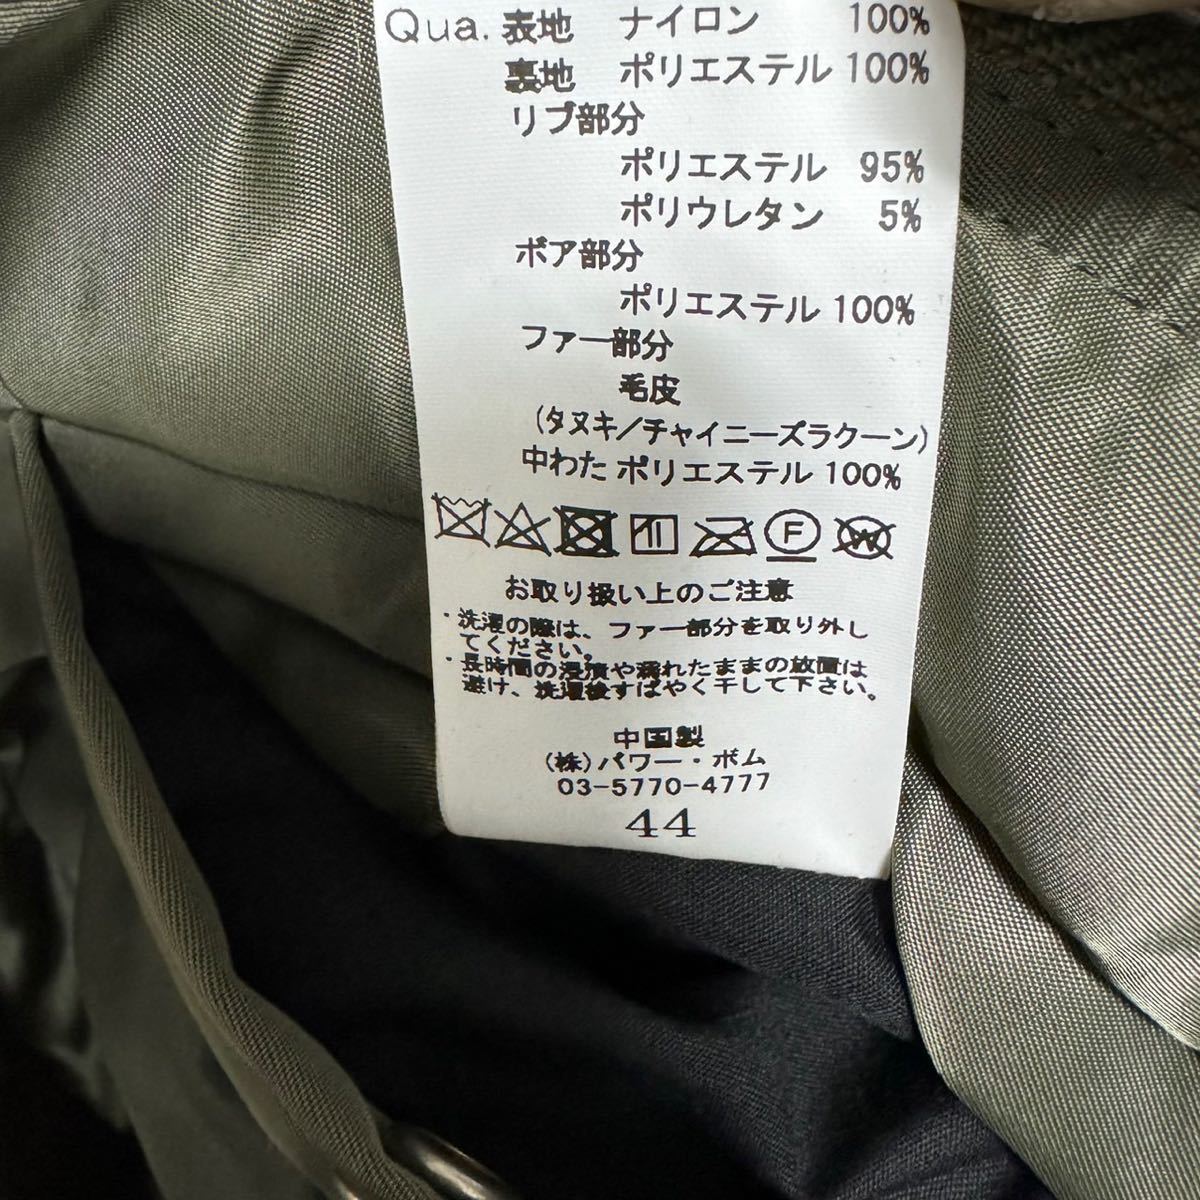 Qua. 表地 ナイロン 100%
裏地 ポリエステル 100%
リブ部分
ポリエステル 95%
ポリウレタン 5%
ボア部分
ポリエステル 100%
ファー部分
毛皮
(タヌキ/チャイニーズラクーン)
中わた ポリエステル 100%
F W
お取り扱い上のご注意
・洗濯の際は、ファー部分を取り外し
てください。
・長時間の浸漬や濡れたままの放置は
避け、洗濯後すばやく干して下さい。
中国製
(株)パワー・ボム
03-5770-4777
44